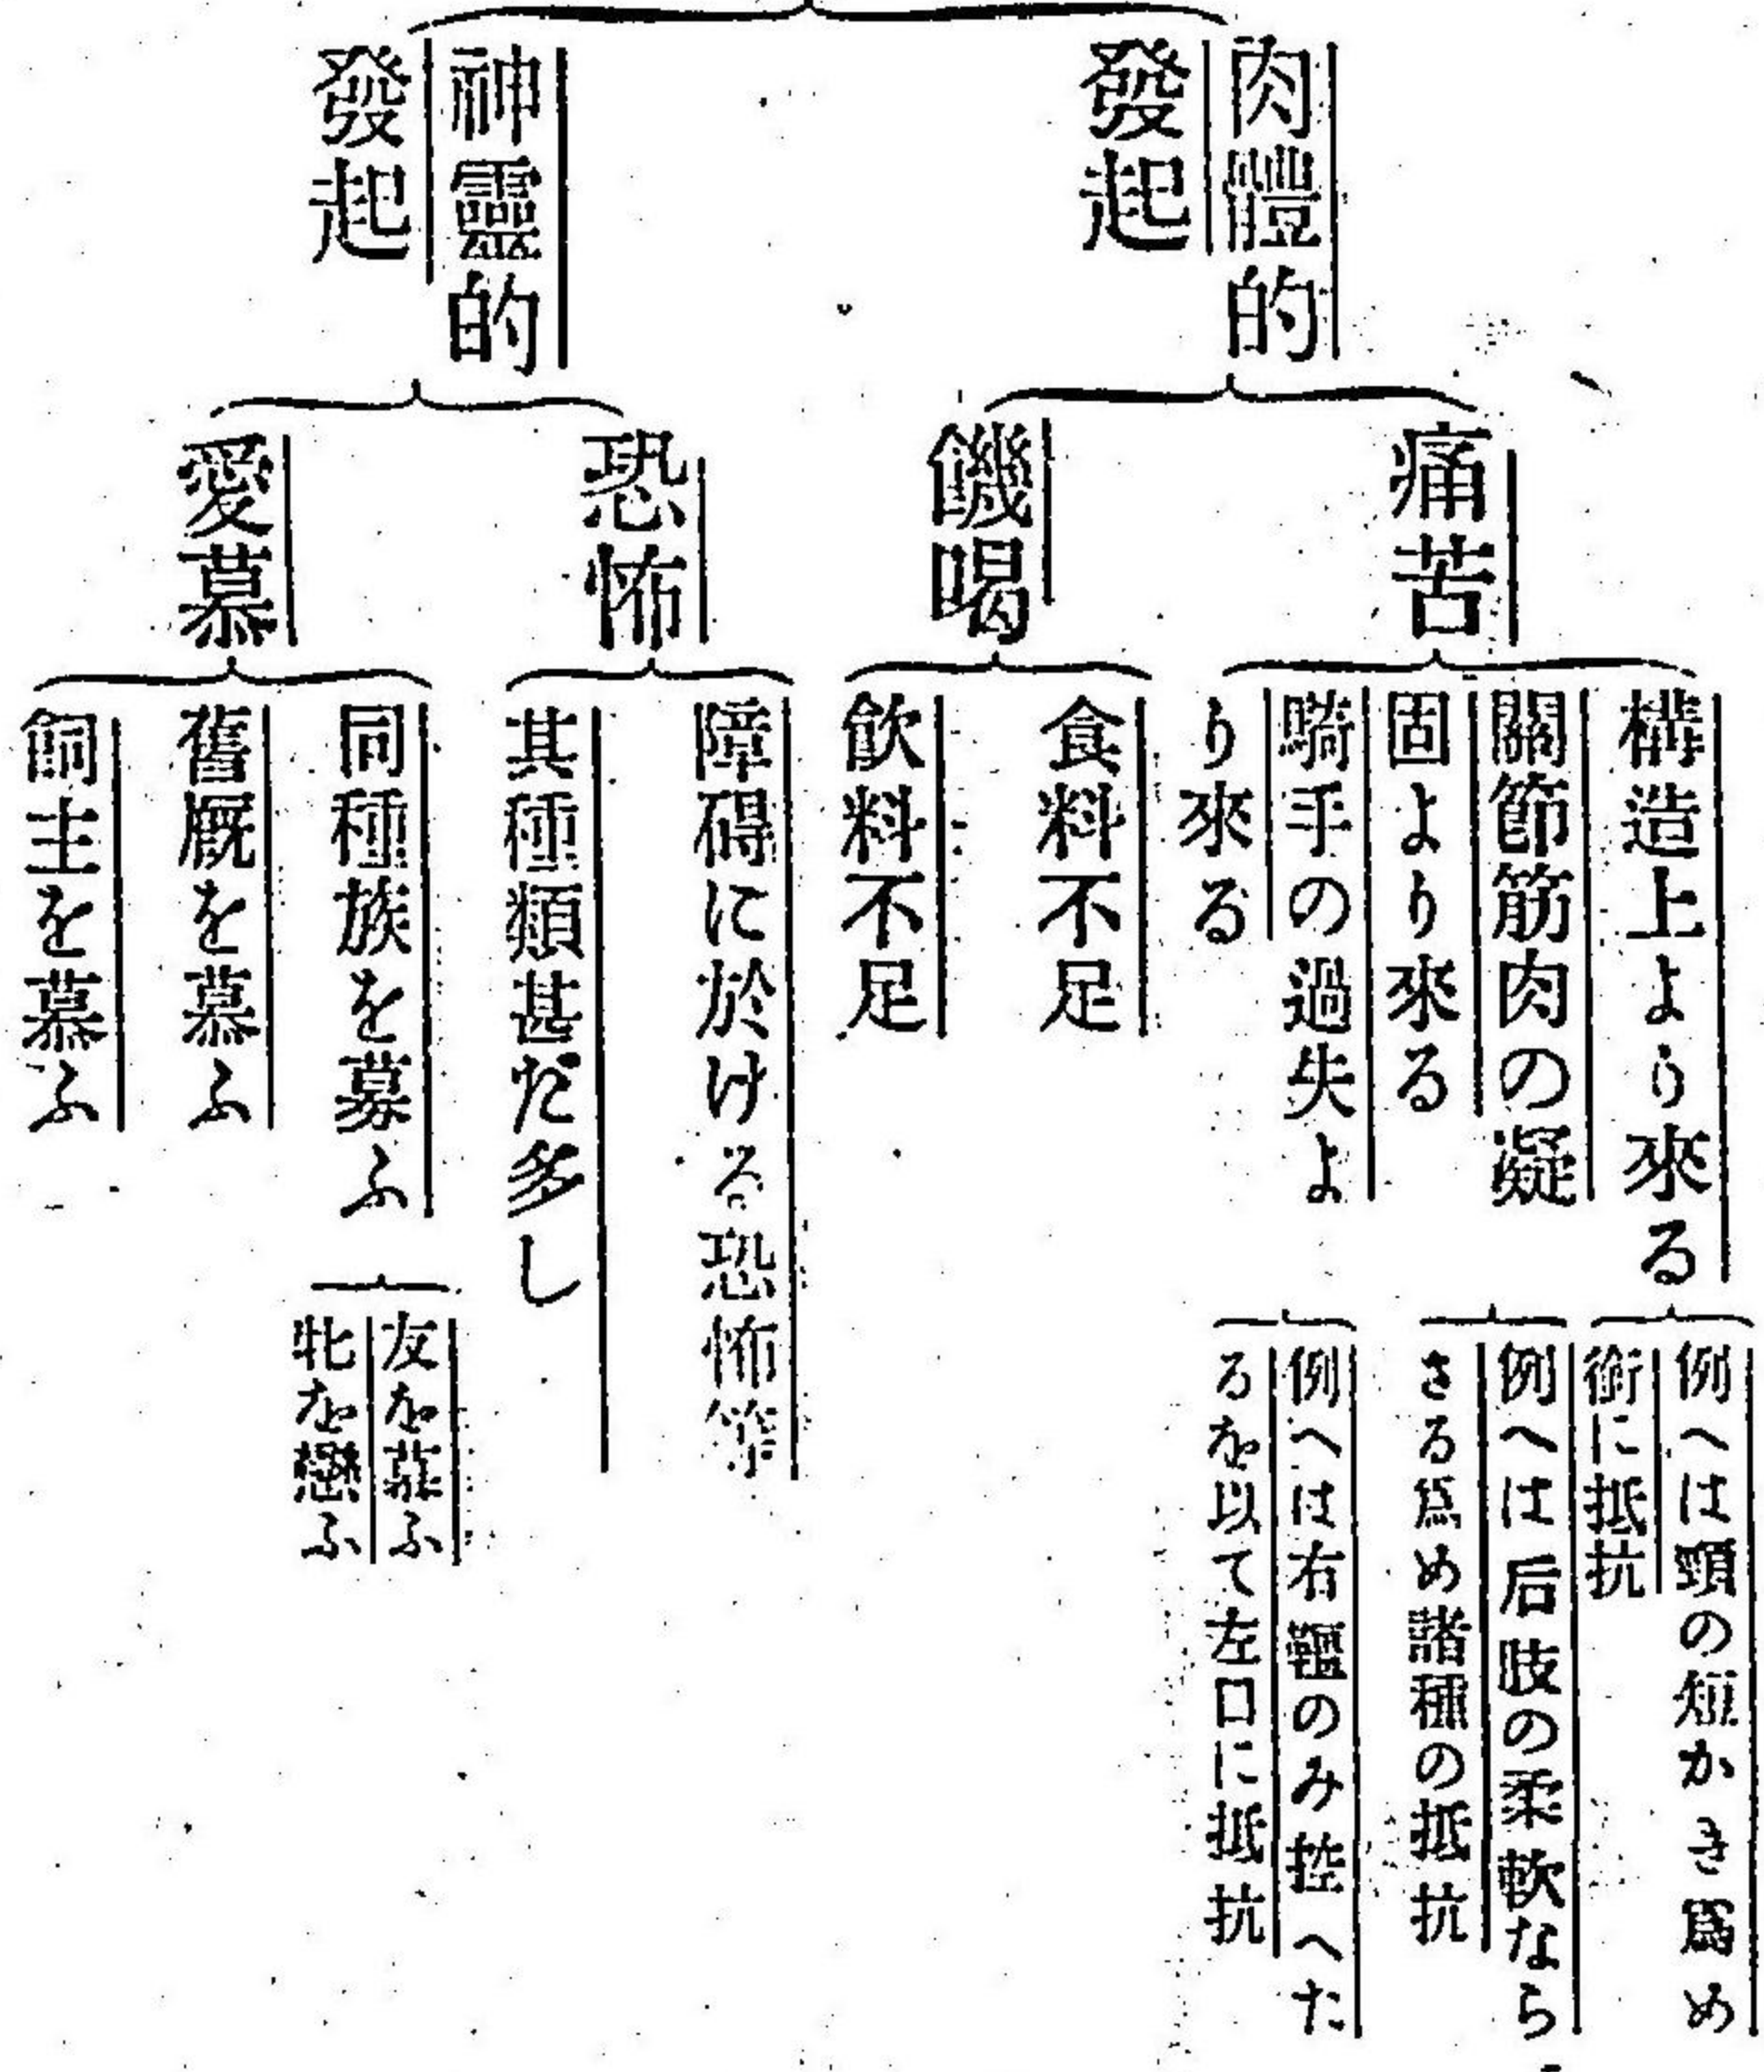 肉體的
發起
痛苦
構造上より來る
例へは頸の短かき爲め
銜に抵抗
關節筋肉の凝
固より來る
例へは后肢の柔軟なら
さる爲め諸種の抵抗
騎手の過失よ
り來る
例へは右韁のみ控へた
るを以て左口に抵抗
饑喝
食料不足
飲料不足
神靈的
發起
恐怖
障碍に於ける恐怖等
其種類甚だ多し
愛慕
同種族を募ふ
友を慕ふ
牝を戀ふ
舊厩を慕ふ
飼主を慕ふ